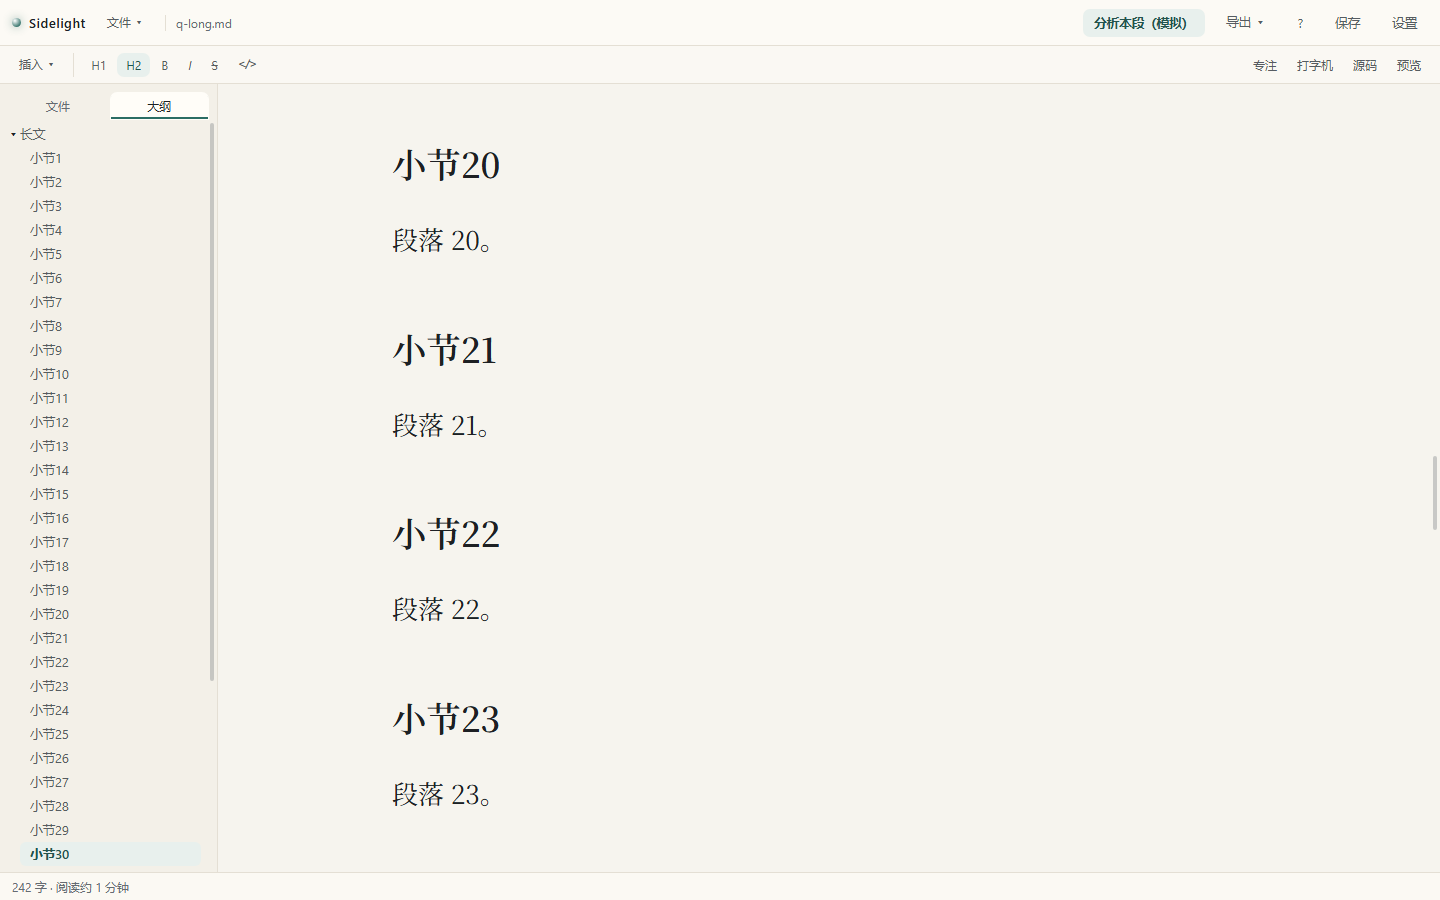 Sidelight 文件 q-long.md 分析本段（模拟） 导出 ? 保存 设置
插入 H1 H2 B I S </> 专注 打字机 源码 预览
文件 大纲
长文
小节1
小节2
小节3
小节4
小节5
小节6
小节7
小节8
小节9
小节10
小节11
小节12
小节13
小节14
小节15
小节16
小节17
小节18
小节19
小节20
小节21
小节22
小节23
小节24
小节25
小节26
小节27
小节28
小节29
小节30
小节20
段落 20。
小节21
段落 21。
小节22
段落 22。
小节23
段落 23。
242 字 · 阅读约 1 分钟